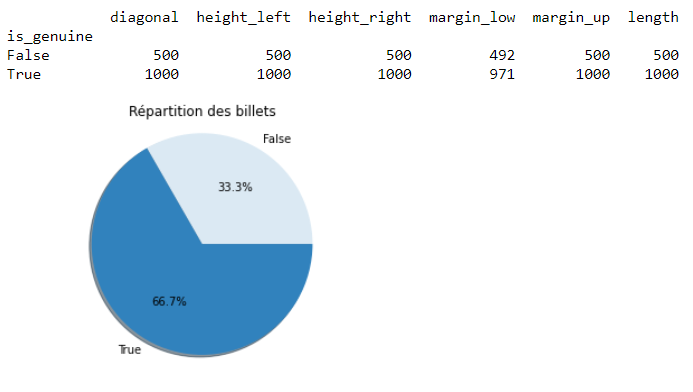 diagonal height_left height_right margin_low margin_up length
is_genuine
False 500 500 500 492 500 500
True 1000 1000 1000 971 1000 1000
Répartition des billets
False
33.3%
66.7%
True